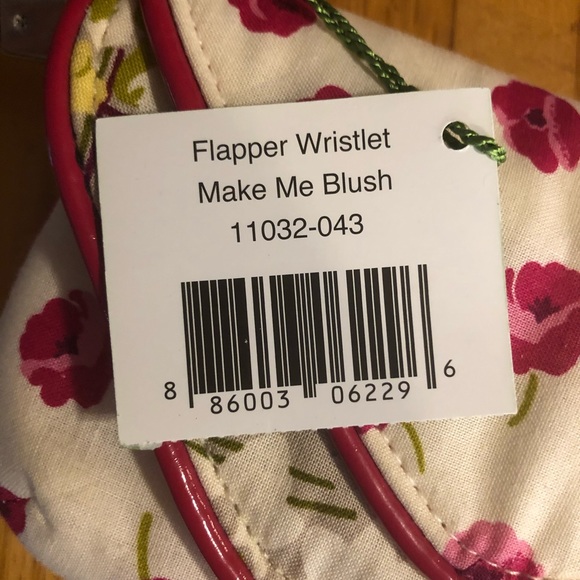 Flapper Wristlet
Make Me Blush
11032-043
8 86003 06229 6